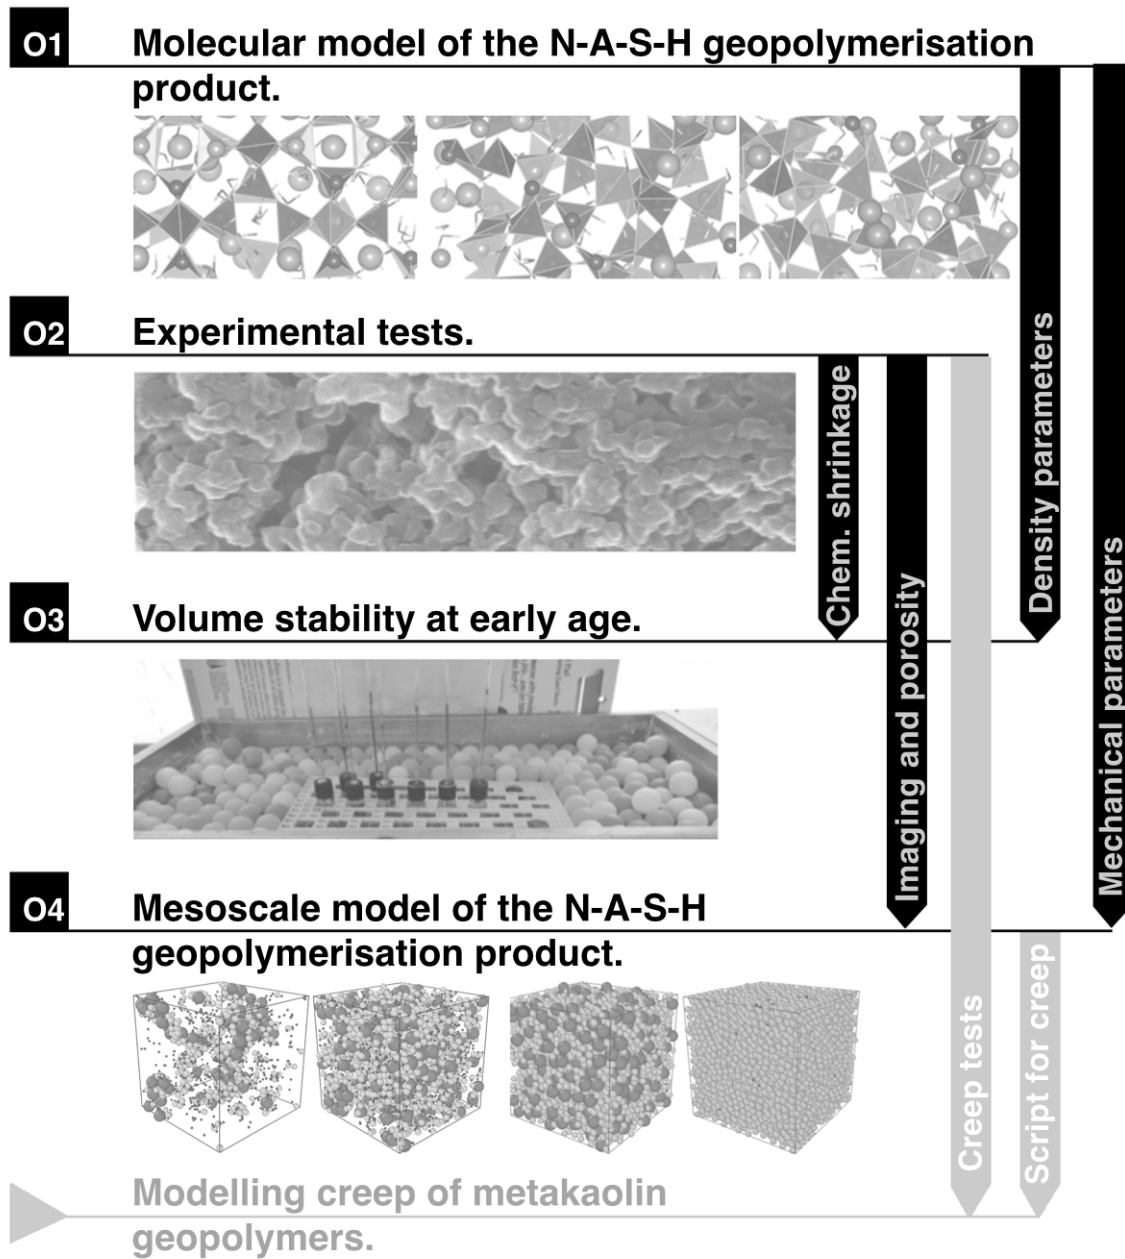 O1
Molecular model of the N-A-S-H geopolymerisation
product.
O2
Experimental tests.
Chem. shrinkage
Imaging and porosity
Creep tests
Density parameters
Mechanical parameters
O3
Volume stability at early age.
O4
Mesoscale model of the N-A-S-H
geopolymerisation product.
Script for creep
Modelling creep of metakaolin
geopolymers.